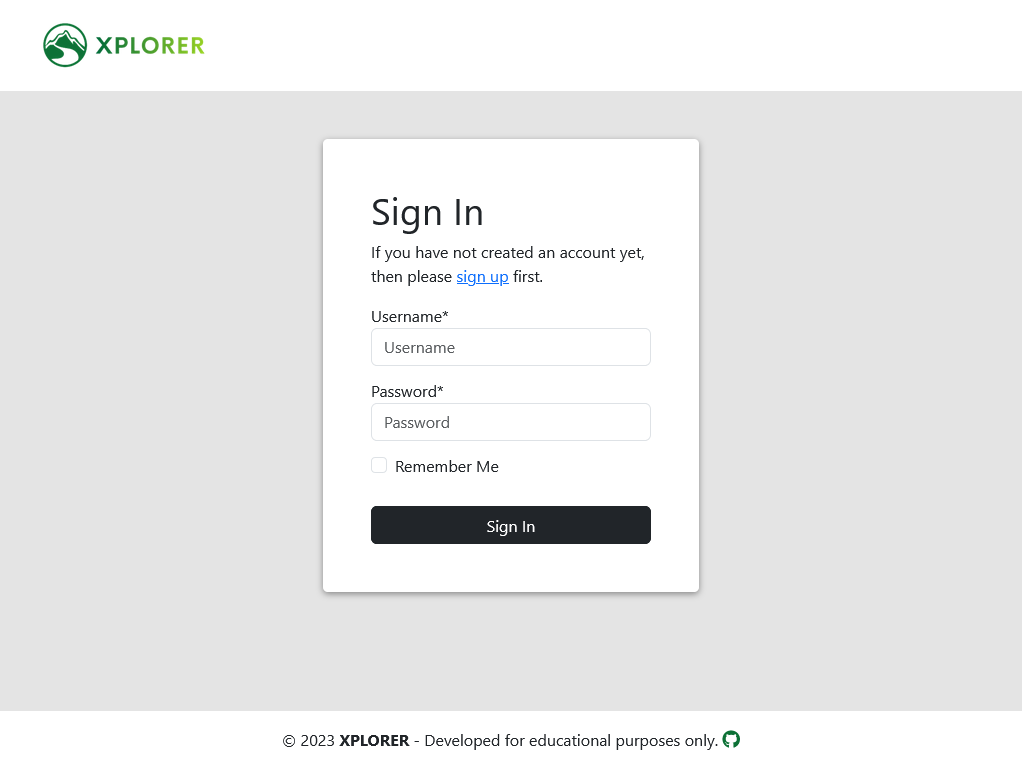 XPLORER
Sign In
If you have not created an account yet,
then please sign up first.
Username*
Username
Password*
Password
Remember Me
Sign In
© 2023 XPLORER - Developed for educational purposes only.